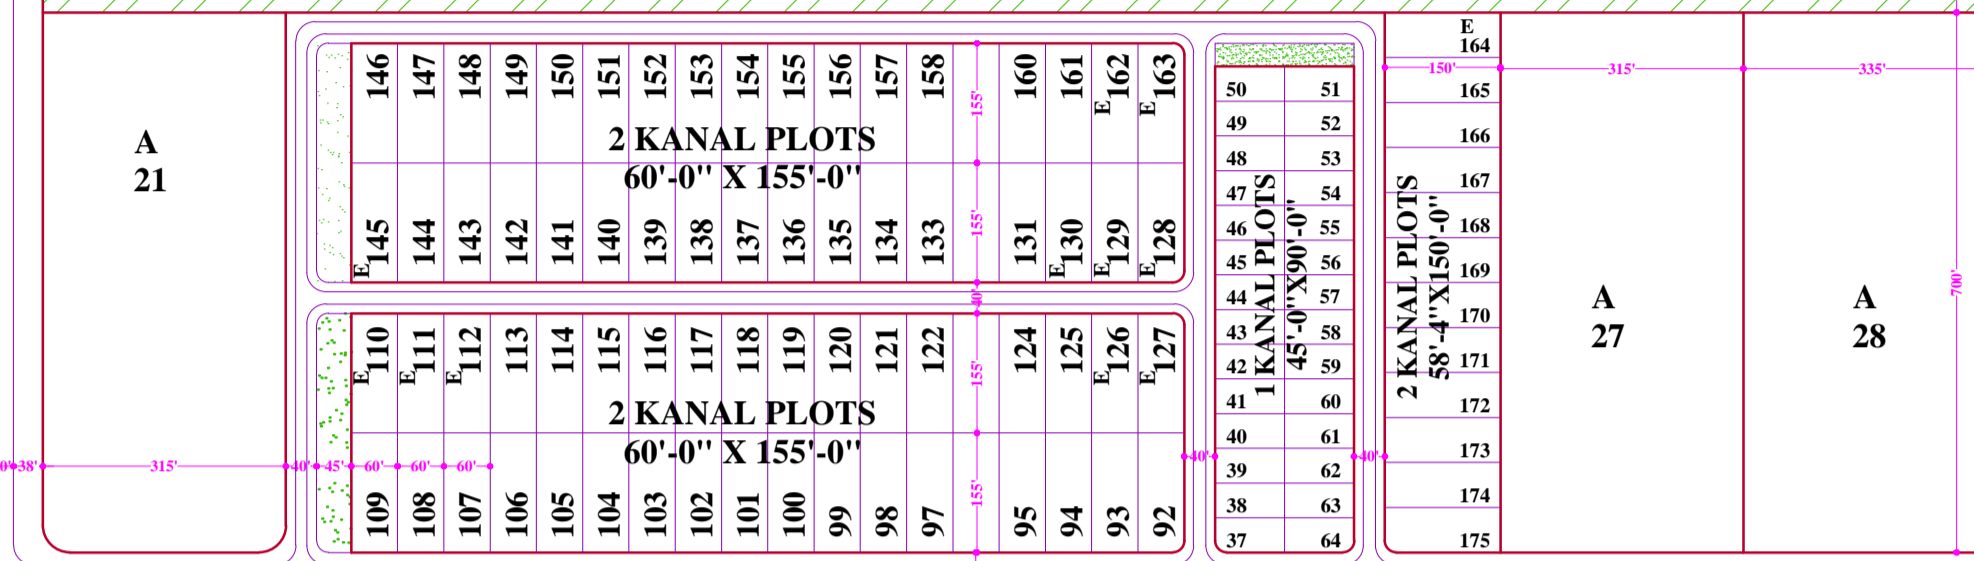 A
21
146 147 148 149 150 151 152 153 154 155 156 157 158 160 161 162 163
E E
155'
2 KANAL PLOTS
60'-0" X 155'-0"
155'
145 144 143 142 141 140 139 138 137 136 135 134 133 131 130 129 128
E E E E
40'
110 111 112 113 114 115 116 117 118 119 120 121 122 124 125 126 127
E E E E E
155'
2 KANAL PLOTS
60'-0" X 155'-0"
0' 38' 315' 40' 45' 60' 60' 60' 40' 40'
155'
109 108 107 106 105 104 103 102 101 100 99 98 97 95 94 93 92
50 51
49 52
48 53
47 54
46 55
45 56
44 57
43 58
42 59
41 60
40 61
39 62
38 63
37 64
1 KANAL PLOTS
45'-0"X90'-0"
E
164
150' 315' 335'
165
166
167
168
169
170
171
172
173
174
175
2 KANAL PLOTS
58'-4"X150'-0"
A
27
A
28
700'